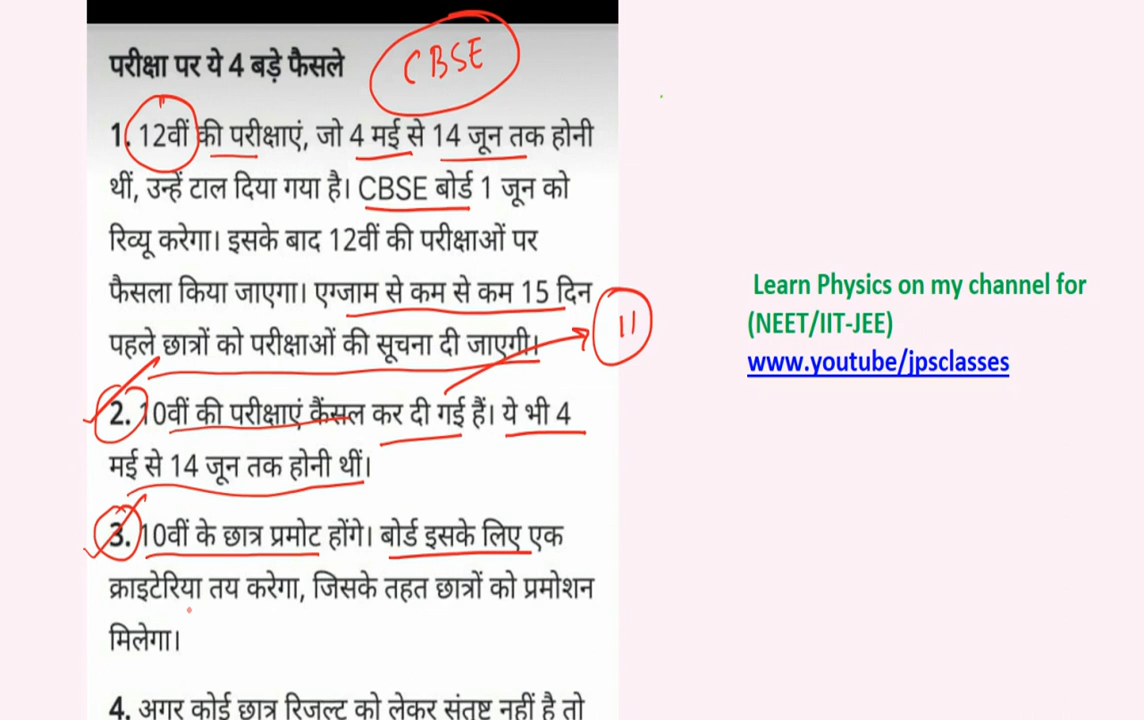 परीक्षा पर ये 4 बड़े फैसले
CBSE
1. 12वीं की परीक्षाएं, जो 4 मई से 14 जून तक होनी
थीं, उन्हें टाल दिया गया है। CBSE बोर्ड 1 जून को
रिव्यू करेगा। इसके बाद 12वीं की परीक्षाओं पर
फैसला किया जाएगा। एग्जाम से कम से कम 15 दिन
पहले छात्रों को परीक्षाओं की सूचना दी जाएगी।
11
2. 10वीं की परीक्षाएं कैंसल कर दी गई हैं। ये भी 4
मई से 14 जून तक होनी थीं।
3. 10वीं के छात्र प्रमोट होंगे। बोर्ड इसके लिए एक
क्राइटेरिया तय करेगा, जिसके तहत छात्रों को प्रमोशन
मिलेगा।
4. अगर कोई छात्र रिजल्ट को लेकर संतुष्ट नहीं है तो
Learn Physics on my channel for
(NEET/IIT-JEE)
www.youtube/jpsclasses